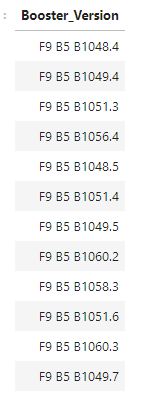 :
Booster_Version
F9 B5 B1048.4
F9 B5 B1049.4
F9 B5 B1051.3
F9 B5 B1056.4
F9 B5 B1048.5
F9 B5 B1051.4
F9 B5 B1049.5
F9 B5 B1060.2
F9 B5 B1058.3
F9 B5 B1051.6
F9 B5 B1060.3
F9 B5 B1049.7